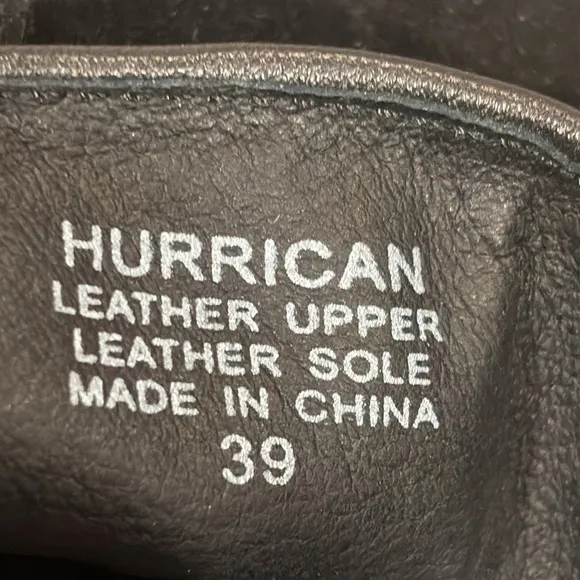 HURRICAN
LEATHER UPPER
LEATHER SOLE
MADE IN CHINA
39